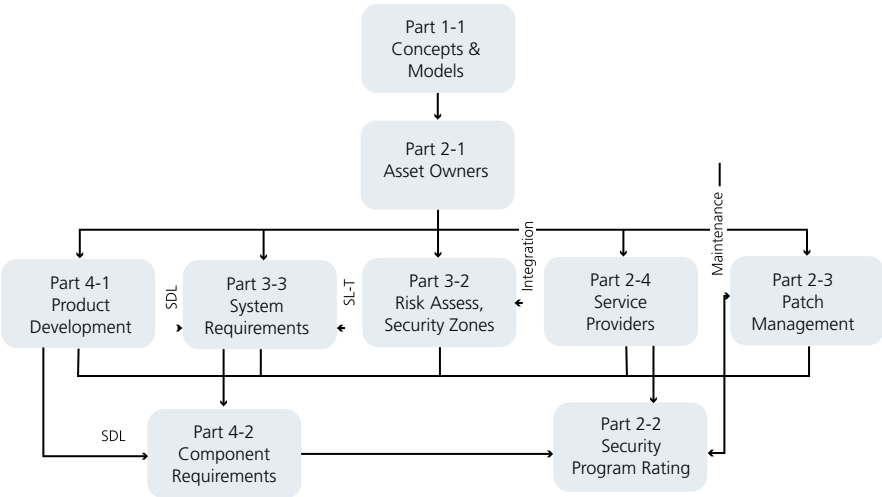 Part 1-1
Concepts &
Models
Part 2-1
Asset Owners
Part 4-1
Product
Development
SDL
Part 3-3
System
Requirements
SL-T
Part 3-2
Risk Assess,
Security Zones
Integration
Part 2-4
Service
Providers
Maintenance
Part 2-3
Patch
Management
SDL
Part 4-2
Component
Requirements
Part 2-2
Security
Program Rating